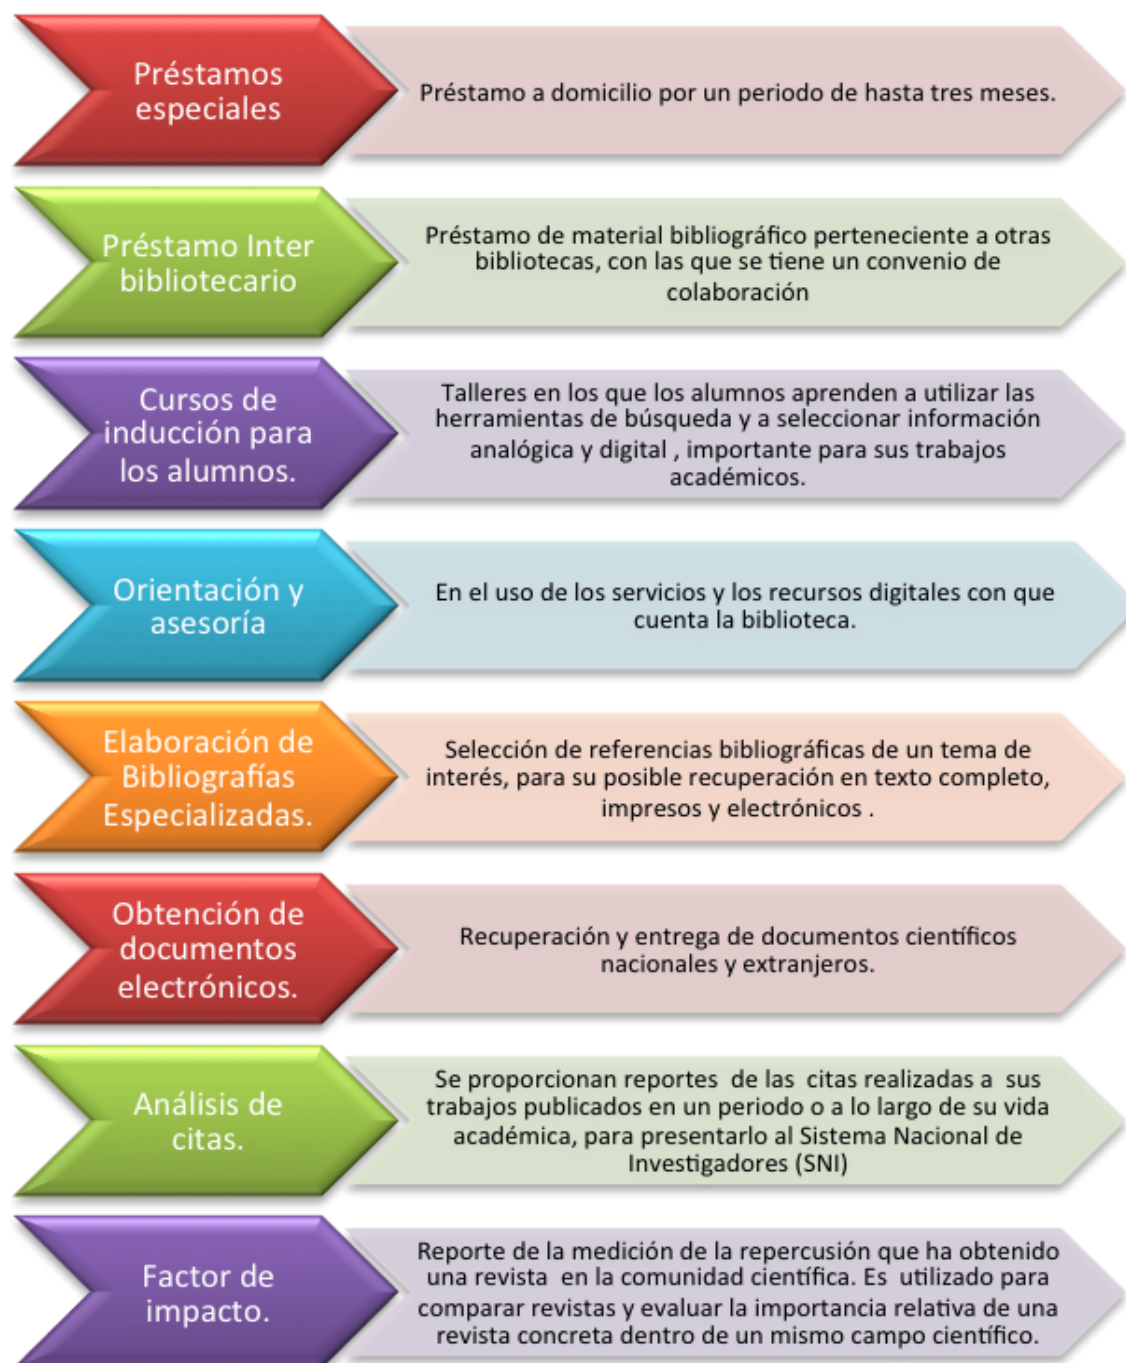 Préstamos
especiales
Préstamo a domicilio por un periodo de hasta tres meses.
Préstamo Inter
bibliotecario
Préstamo de material bibliográfico perteneciente a otras
bibliotecas, con las que se tiene un convenio de
colaboración
Cursos de
inducción para
los alumnos.
Talleres en los que los alumnos aprenden a utilizar las
herramientas de búsqueda y a seleccionar información
analógica y digital , importante para sus trabajos
académicos.
Orientación y
asesoría
En el uso de los servicios y los recursos digitales con que
cuenta la biblioteca.
Elaboración de
Bibliografías
Especializadas.
Selección de referencias bibliográficas de un tema de
interés, para su posible recuperación en texto completo,
impresos y electrónicos .
Obtención de
documentos
electrónicos.
Recuperación y entrega de documentos científicos
nacionales y extranjeros.
Análisis de
citas.
Se proporcionan reportes de las citas realizadas a sus
trabajos publicados en un periodo o a lo largo de su vida
académica, para presentarlo al Sistema Nacional de
Investigadores (SNI)
Factor de
impacto.
Reporte de la medición de la repercusión que ha obtenido
una revista en la comunidad científica. Es utilizado para
comparar revistas y evaluar la importancia relativa de una
revista concreta dentro de un mismo campo científico.